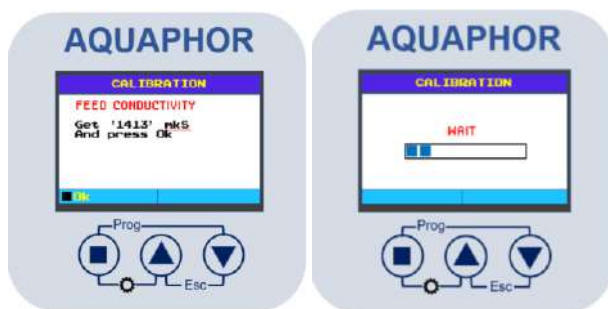 AQUAPHOR
CALIBRATION
FEED CONDUCTIVITY
Get '1413' mkS
And press Ok
Ok
Prog
Esc
AQUAPHOR
CALIBRATION
WAIT
Prog
Esc